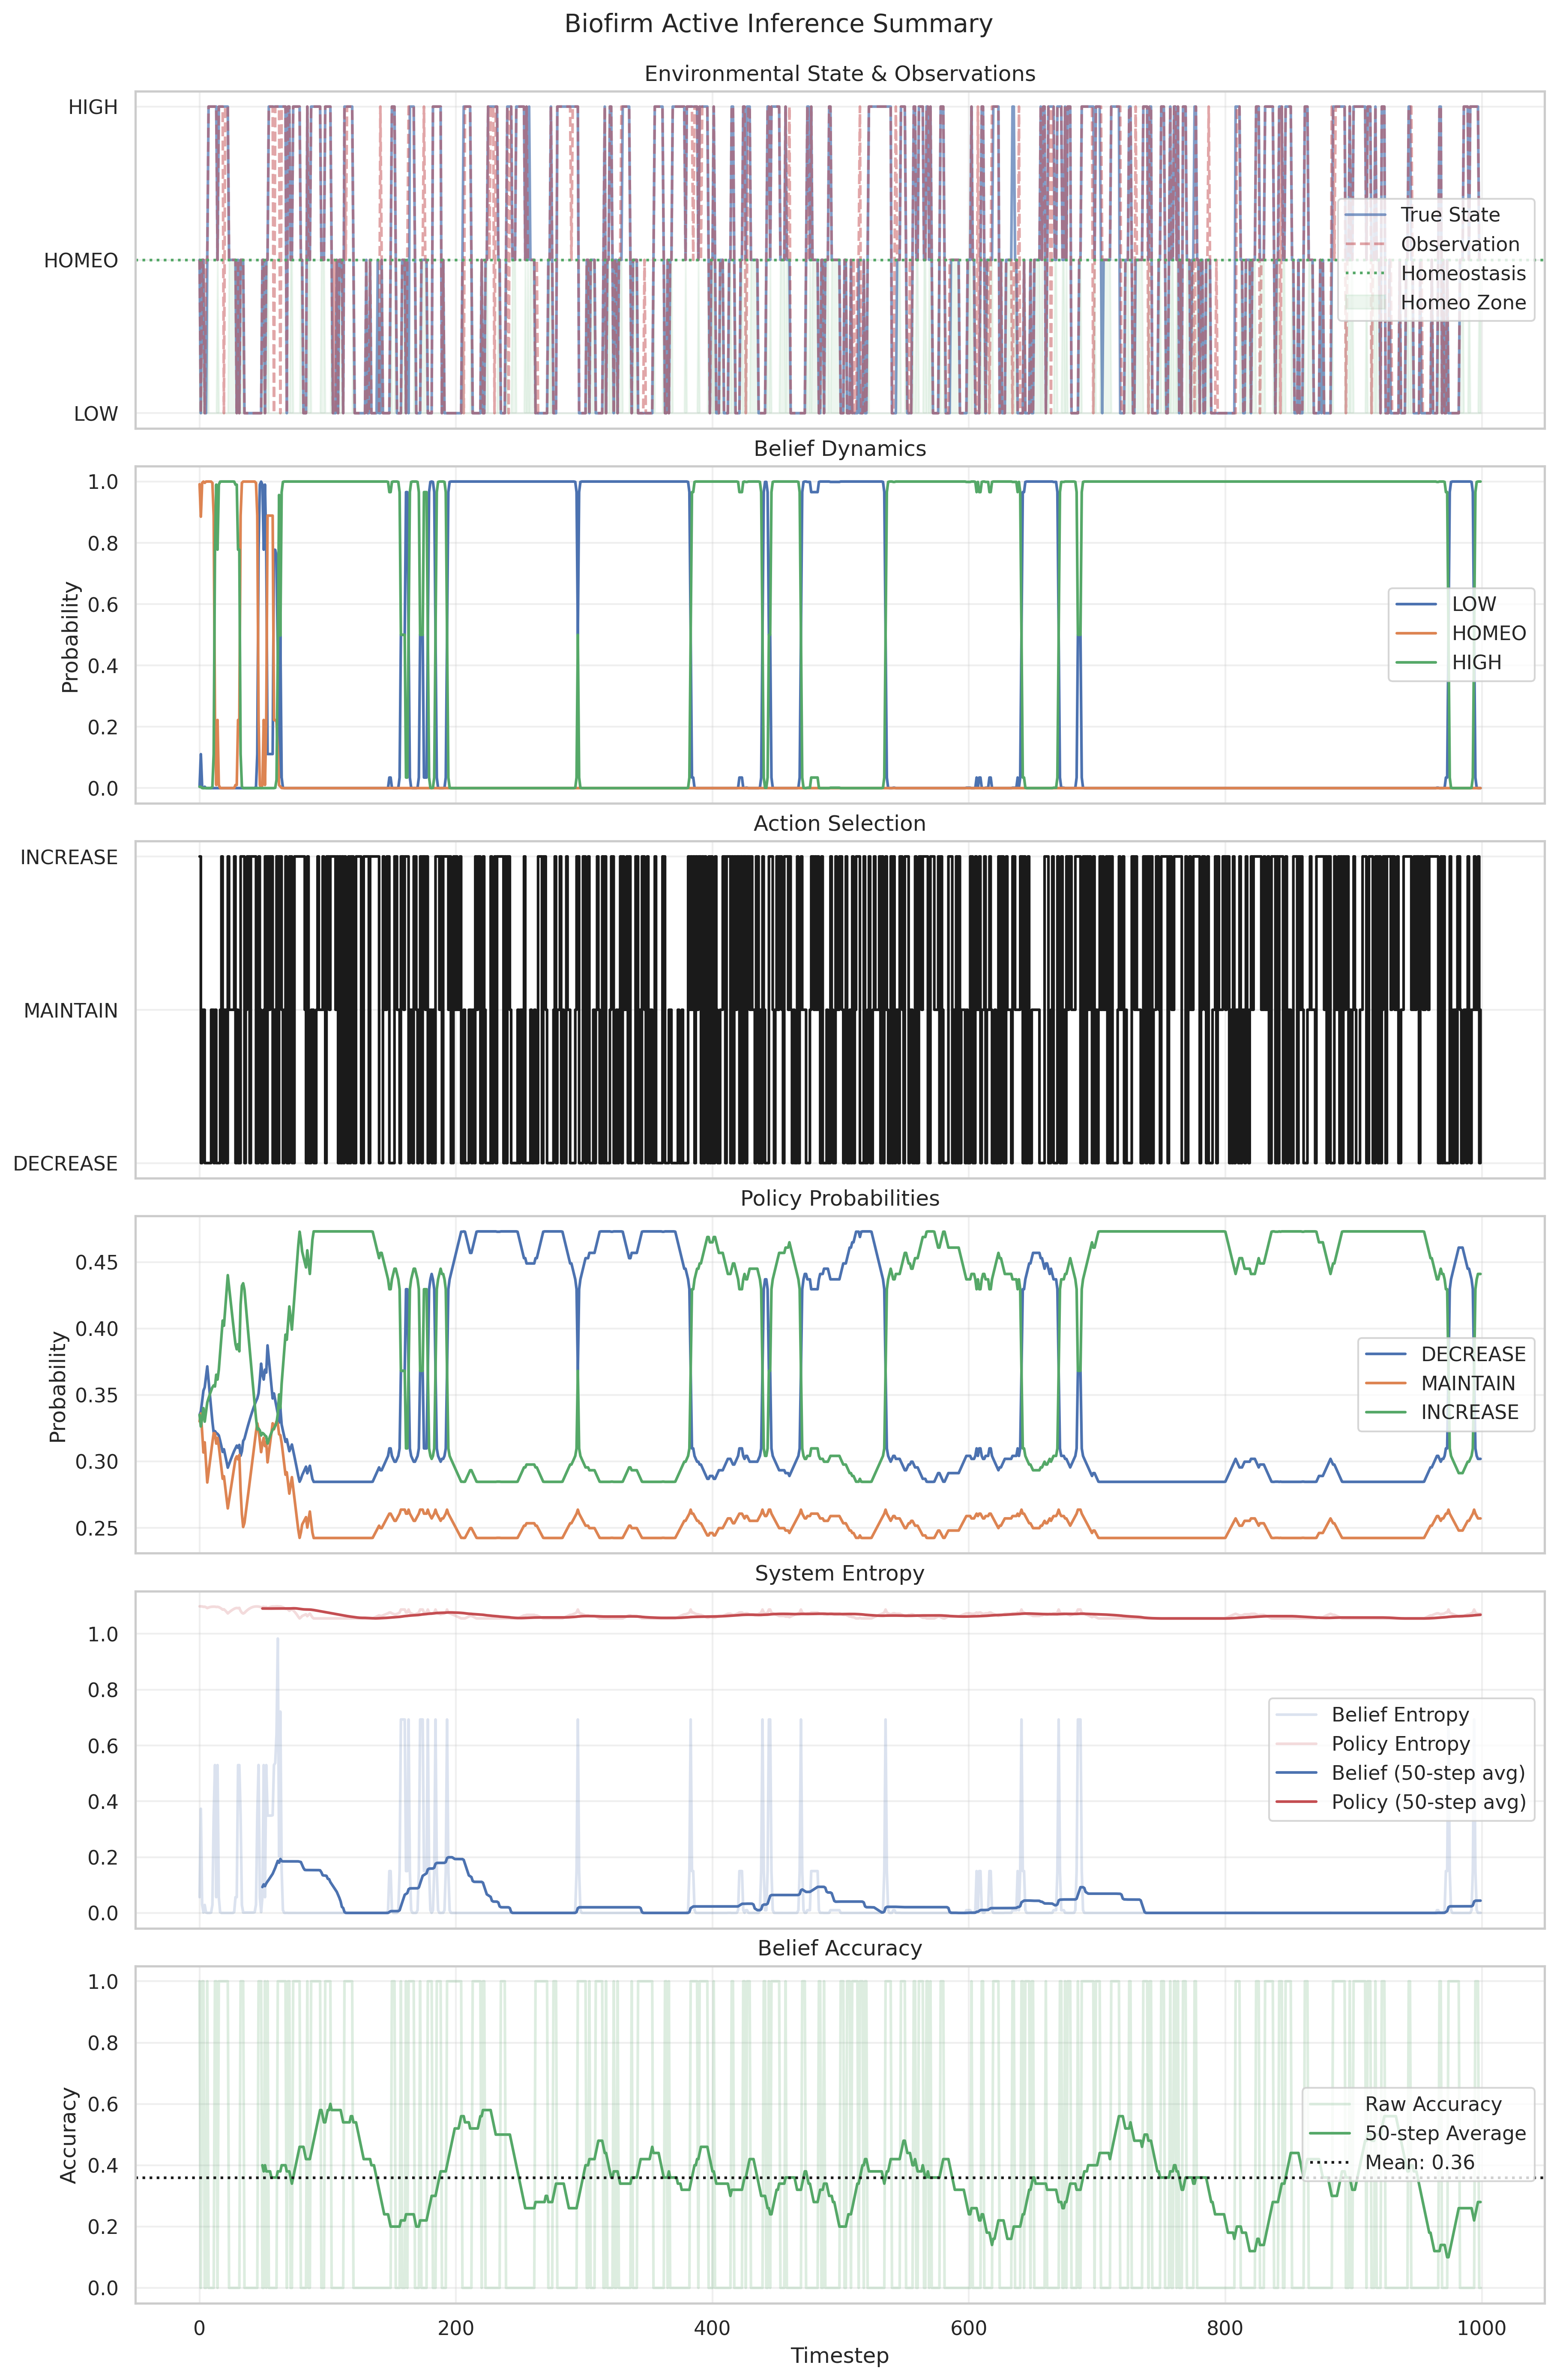 Biofirm Active Inference Summary
Environmental State & Observations
HIGH
HOMEO
LOW
True State
Observation
Homeostasis
Homeo Zone
Belief Dynamics
Probability
1.0
0.8
0.6
0.4
0.2
0.0
LOW
HOMEO
HIGH
Action Selection
INCREASE
MAINTAIN
DECREASE
Policy Probabilities
Probability
0.45
0.40
0.35
0.30
0.25
DECREASE
MAINTAIN
INCREASE
System Entropy
1.0
0.8
0.6
0.4
0.2
0.0
Belief Entropy
Policy Entropy
Belief (50-step avg)
Policy (50-step avg)
Belief Accuracy
Accuracy
1.0
0.8
0.6
0.4
0.2
0.0
Raw Accuracy
50-step Average
Mean: 0.36
0 200 400 600 800 1000
Timestep